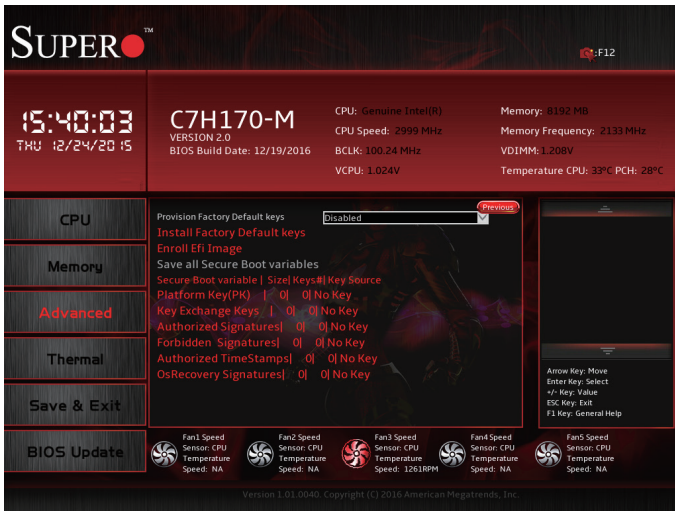 SUPER
TM
:F12
15:40:03
THU 12/24/2015
C7H170-M
VERSION 2.0
BIOS Build Date: 12/19/2016
CPU: Genuine Intel(R)
CPU Speed: 2999 MHz
BCLK: 100.24 MHz
VCPU: 1.024V
Memory: 8192 MB
Memory Frequency: 2133 MHz
VDIMM: 1.208V
Temperature CPU: 33°C PCH: 28°C
CPU
Memory
Advanced
Thermal
Save & Exit
BIOS Update
Previous
Provision Factory Default keys Disabled
Install Factory Default keys
Enroll Efi Image
Save all Secure Boot variables
Secure Boot variable | Size| Keys#| Key Source
Platform Key(PK) | 0| 0| No Key
Key Exchange Keys | 0| 0| No Key
Authorized Signatures| 0| 0| No Key
Forbidden Signatures| 0| 0| No Key
Authorized TimeStamps| 0| 0| No Key
OsRecovery Signatures| 0| 0| No Key
Arrow Key: Move
Enter Key: Select
+/- Key: Value
ESC Key: Exit
F1 Key: General Help
Fan1 Speed
Sensor: CPU
Temperature
Speed: NA
Fan2 Speed
Sensor: CPU
Temperature
Speed: NA
Fan3 Speed
Sensor: CPU
Temperature
Speed: 1261RPM
Fan4 Speed
Sensor: CPU
Temperature
Speed: NA
Fan5 Speed
Sensor: CPU
Temperature
Speed: NA
Version 1.01.0040. Copyright (C) 2016 American Megatrends, Inc.